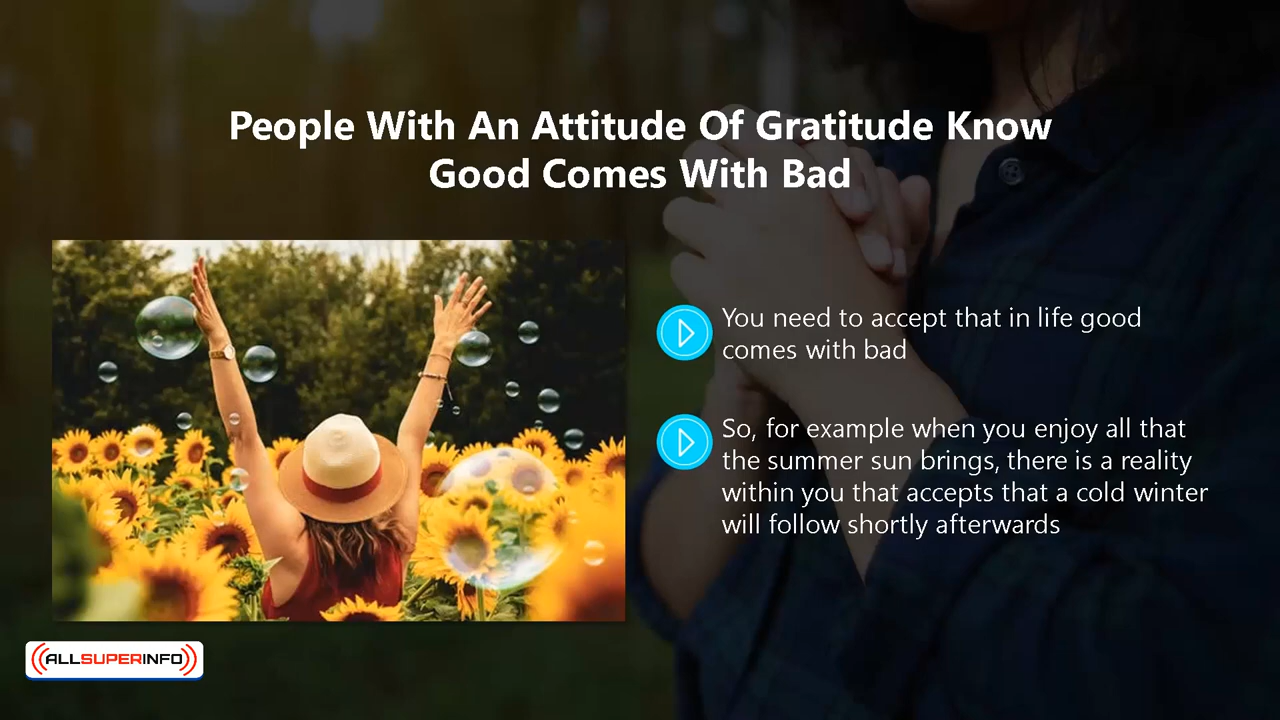 People With An Attitude Of Gratitude Know
Good Comes With Bad
You need to accept that in life good
comes with bad
So, for example when you enjoy all that
the summer sun brings, there is a reality
within you that accepts that a cold winter
will follow shortly afterwards
ALLSUPERINFO